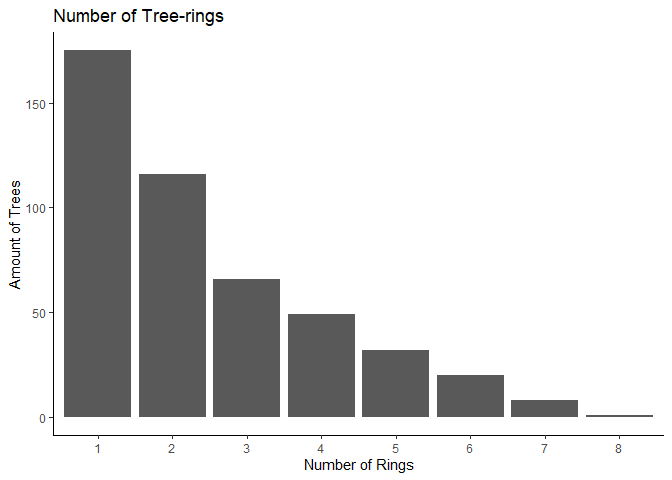 Number of Tree-rings
Amount of Trees
150
100
50
0
1 2 3 4 5 6 7 8
Number of Rings